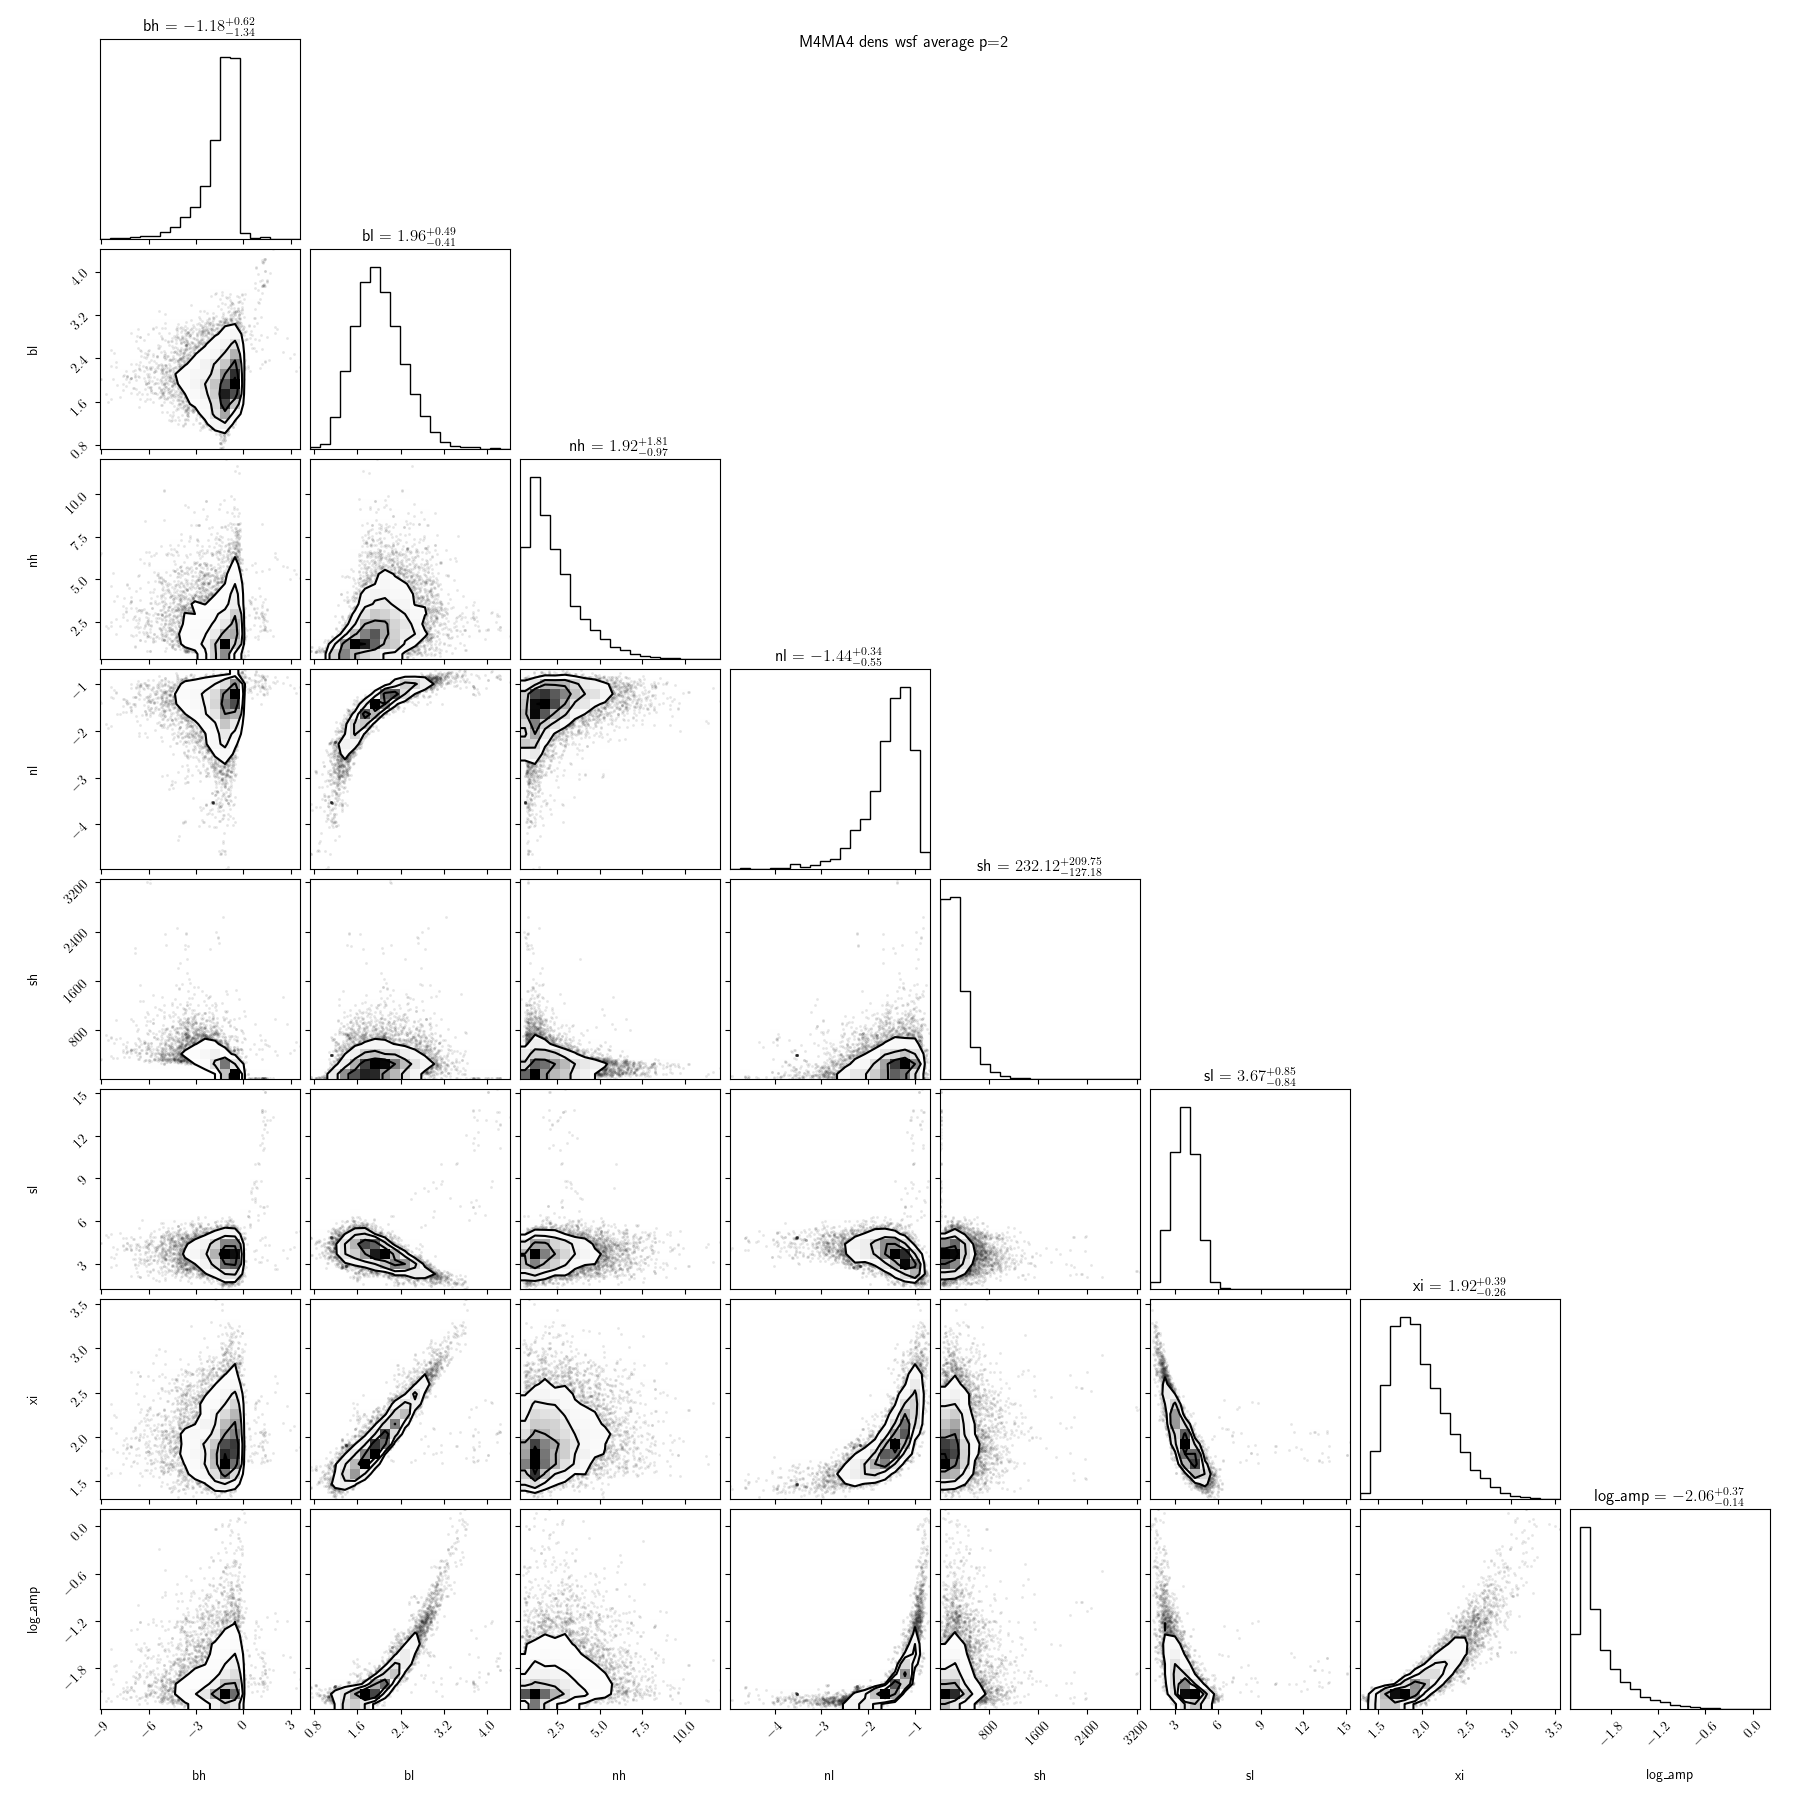 M4MA4 dens wsf average p=2
bh = −1.18 +0.62 −1.34
bl = 1.96 +0.49 −0.41
4.0
3.2
2.4
1.6
0.8
bl
nh = 1.92 +1.81 −0.97
10.0
7.5
5.0
2.5
nh
nl = −1.44 +0.34 −0.55
−1
−2
−3
−4
nl
sh = 232.12 +209.75 −127.18
3200
2400
1600
800
sh
sl = 3.67 +0.85 −0.84
15
12
9
6
3
sl
xi = 1.92 +0.39 −0.26
3.5
3.0
2.5
2.0
1.5
xi
log_amp = −2.06 +0.37 −0.14
0.0
−0.6
−1.2
−1.8
log_amp
−9 −6 −3 0 3 0.8 1.6 2.4 3.2 4.0 2.5 5.0 7.5 10.0 −4 −3 −2 −1 800 1600 2400 3200 3 6 9 12 15 1.5 2.0 2.5 3.0 3.5 −1.8 −1.2 −0.6 0.0
bh bl nh nl sh sl xi log_amp